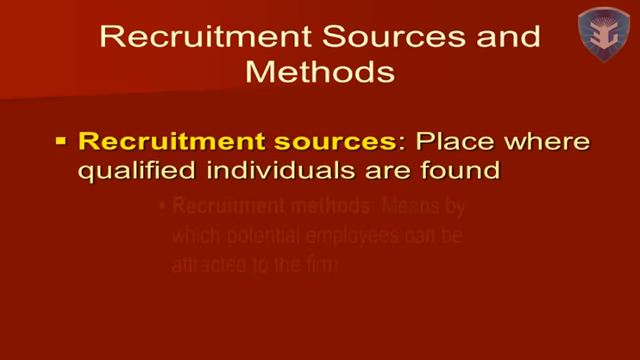 Recruitment Sources and
Methods
▪ Recruitment sources: Place where
qualified individuals are found
• Recruitment methods: Means by
which potential employees can be
attracted to the firm